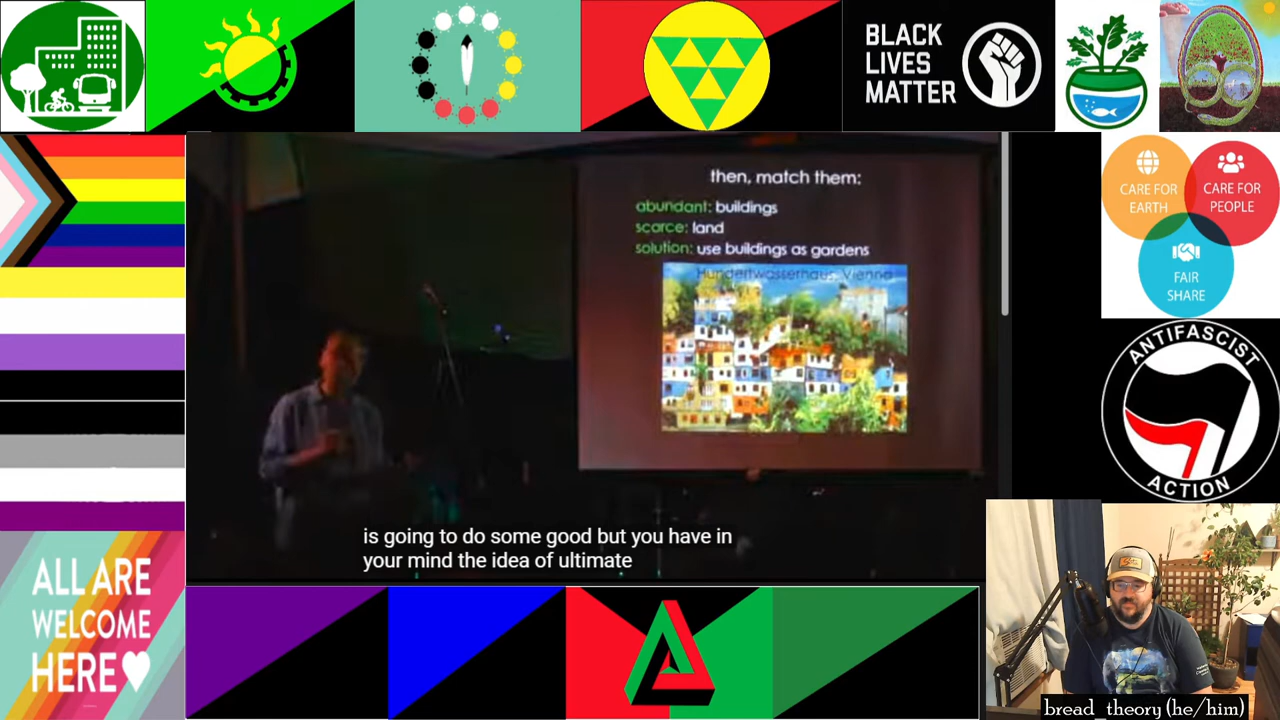 BLACK
LIVES
MATTER
then, match them:
abundant: buildings
scarce: land
solution: use buildings as gardens
Hundertwasserhaus, Vienna
CARE FOR
EARTH
CARE FOR
PEOPLE
FAIR
SHARE
ANTIFASCIST
ACTION
is going to do some good but you have in
your mind the idea of ultimate
ALL ARE
WELCOME
HERE
bread_theory (he/him)